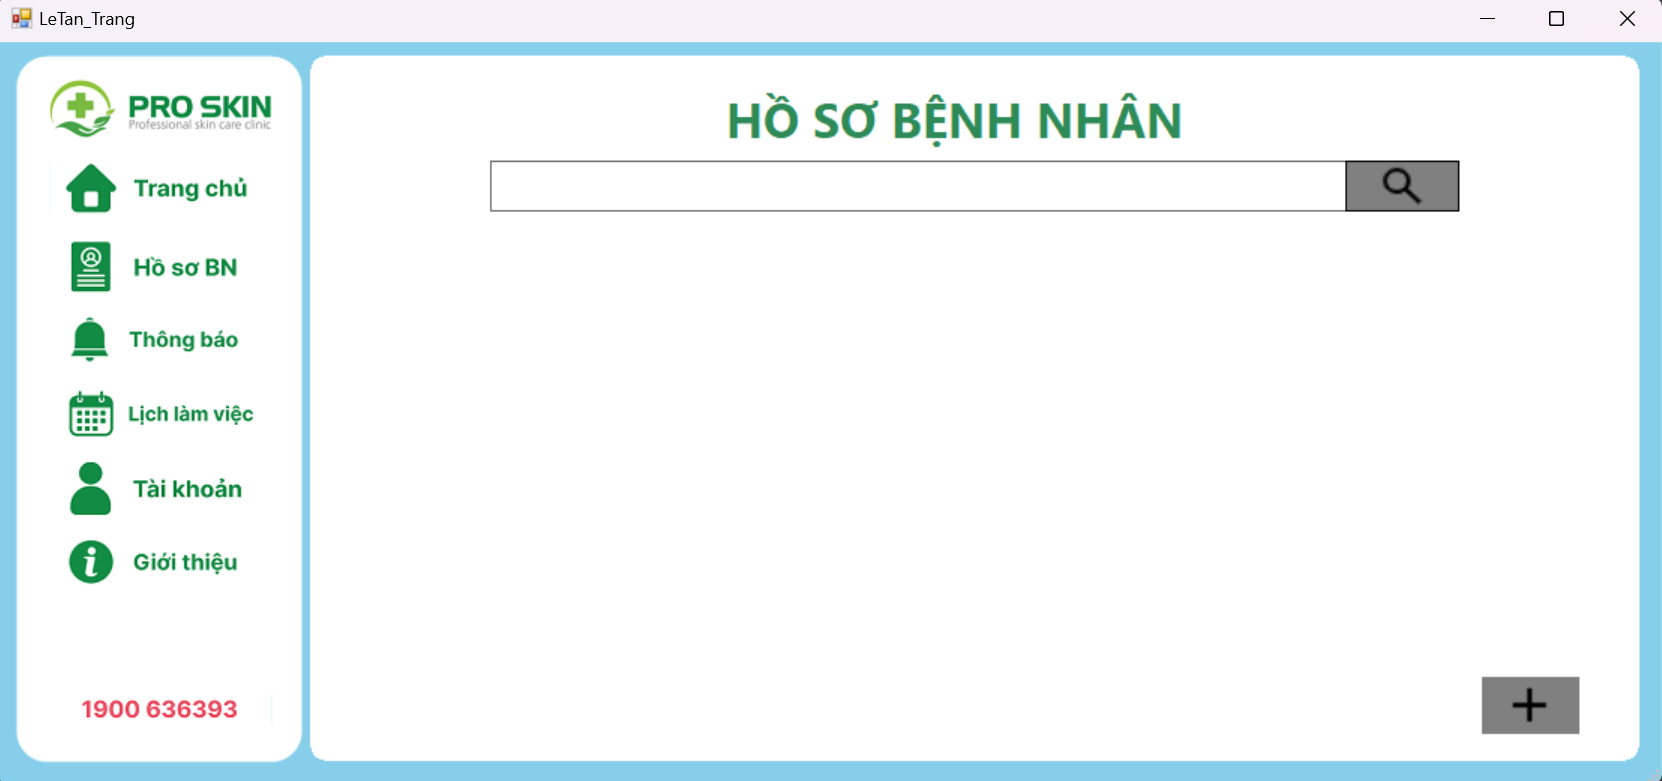 LeTan_Trang
PRO SKIN
Professional skin care clinic
Trang chủ
Hồ sơ BN
Thông báo
Lịch làm việc
Tài khoản
Giới thiệu
1900 636393
HỒ SƠ BỆNH NHÂN